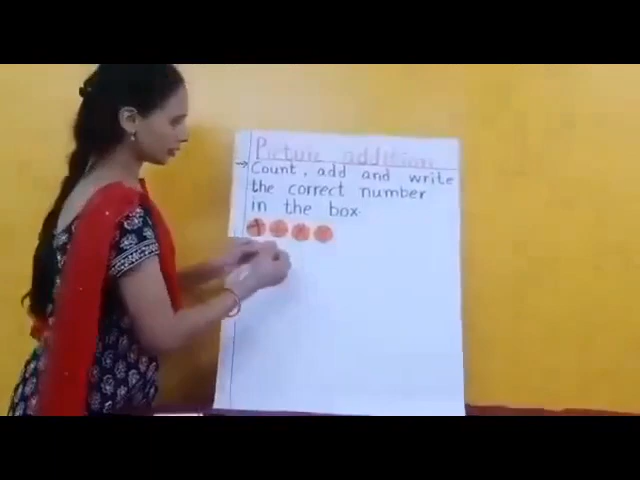 Picture addition
→ Count, add and write
the correct number
in the box.